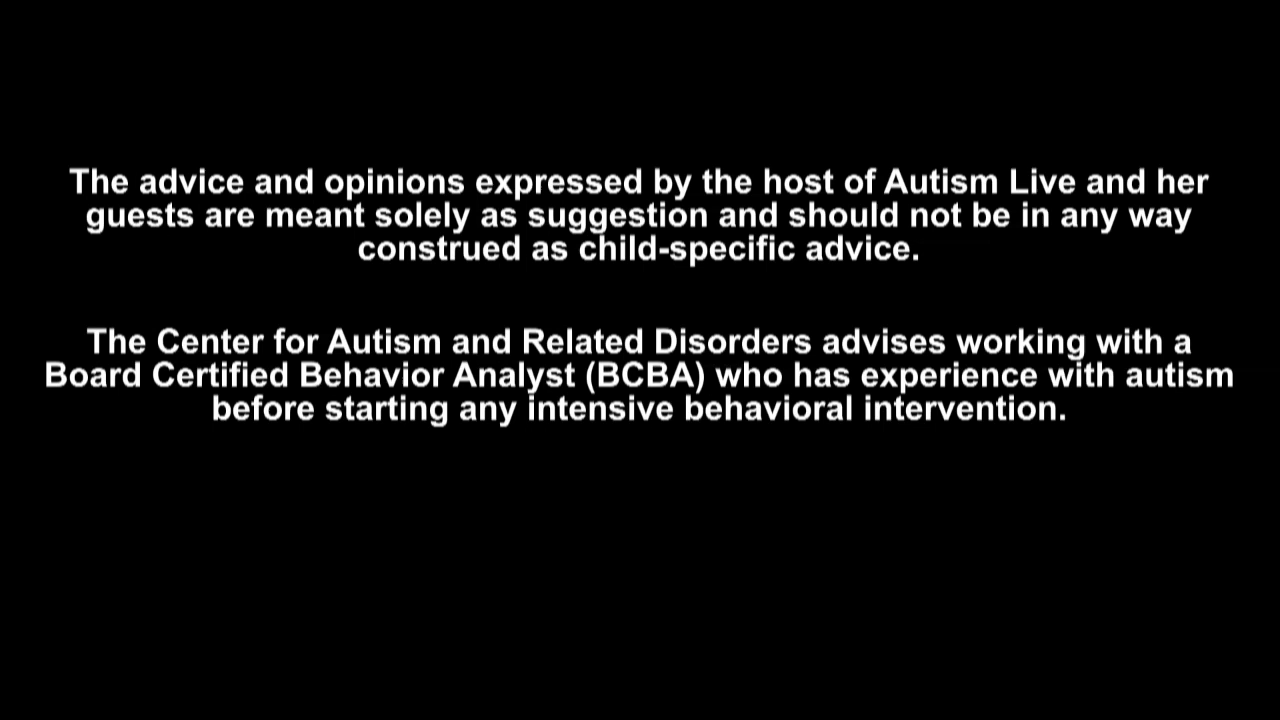 The advice and opinions expressed by the host of Autism Live and her
guests are meant solely as suggestion and should not be in any way
construed as child-specific advice.
The Center for Autism and Related Disorders advises working with a
Board Certified Behavior Analyst (BCBA) who has experience with autism
before starting any intensive behavioral intervention.